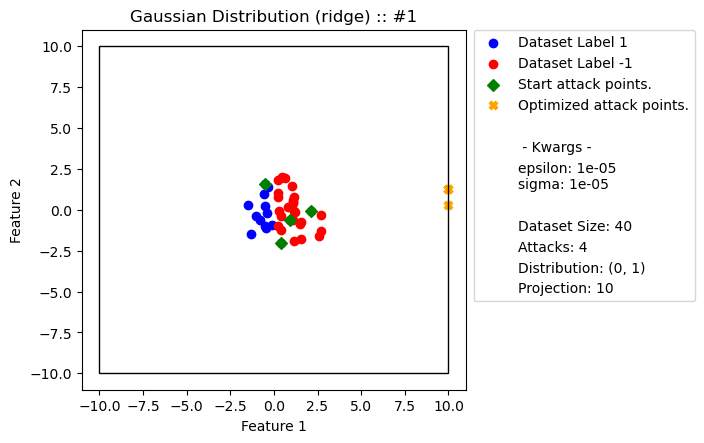 Gaussian Distribution (ridge) :: #1
10.0
7.5
5.0
2.5
0.0
−2.5
−5.0
−7.5
−10.0
Feature 2
−10.0 −7.5 −5.0 −2.5 0.0 2.5 5.0 7.5 10.0
Feature 1
Dataset Label 1
Dataset Label -1
Start attack points.
Optimized attack points.
- Kwargs -
epsilon: 1e-05
sigma: 1e-05
Dataset Size: 40
Attacks: 4
Distribution: (0, 1)
Projection: 10